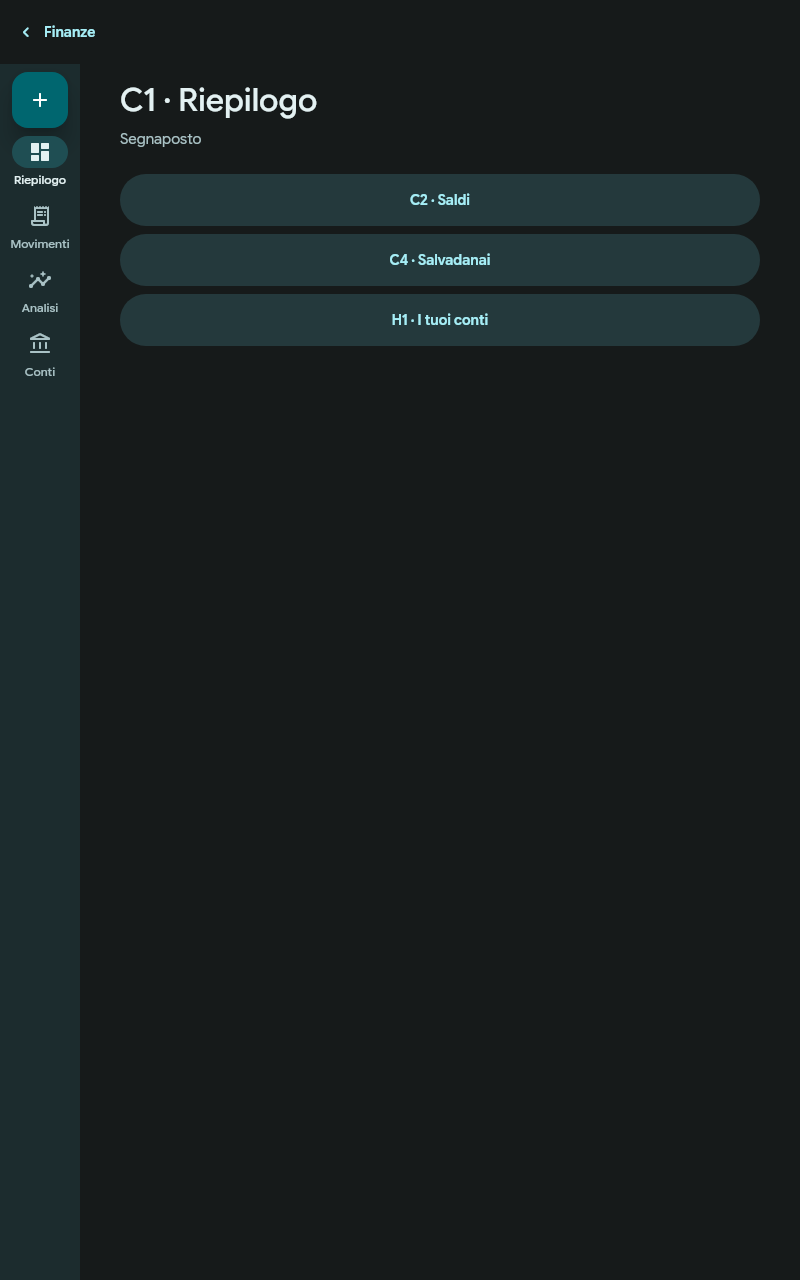 Finanze
C1 · Riepilogo
Segnaposto
C2 · Saldi
C4 · Salvadanai
H1 · I tuoi conti
Riepilogo
Movimenti
Analisi
Conti